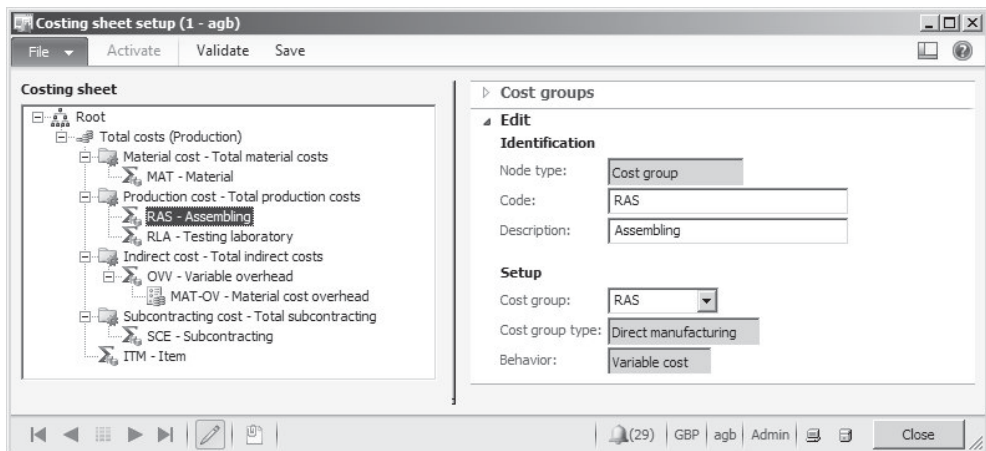 Costing sheet setup (1 - agb)
File Activate Validate Save
Costing sheet
Root
Total costs (Production)
Material cost - Total material costs
MAT - Material
Production cost - Total production costs
RAS - Assembling
RLA - Testing laboratory
Indirect cost - Total indirect costs
OVV - Variable overhead
MAT-OV - Material cost overhead
Subcontracting cost - Total subcontracting
SCE - Subcontracting
ITM - Item
Cost groups
Edit
Identification
Node type: Cost group
Code: RAS
Description: Assembling
Setup
Cost group: RAS
Cost group type: Direct manufacturing
Behavior: Variable cost
(29) GBP agb Admin Close